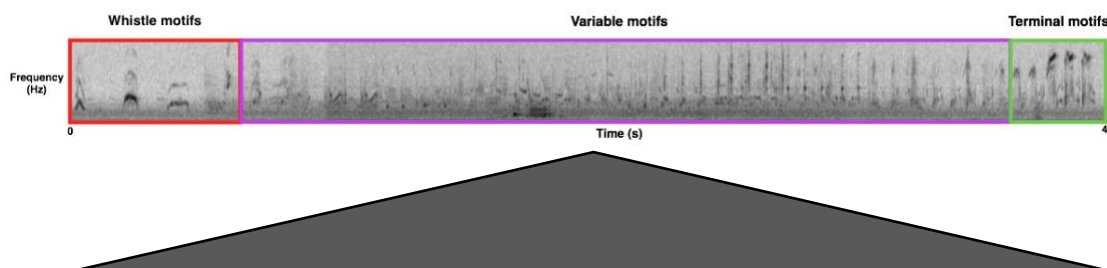 Whistle motifs
Variable motifs
Terminal motifs
Frequency
(Hz)
0
Time (s)
4